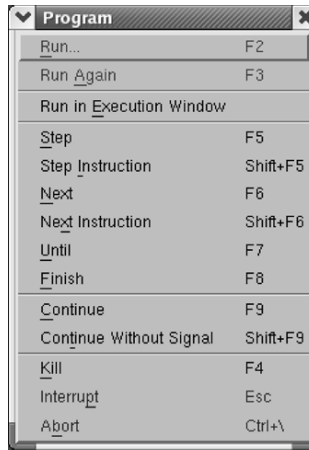 Program
Run... F2
Run Again F3
Run in Execution Window
Step F5
Step Instruction Shift+F5
Next F6
Next Instruction Shift+F6
Until F7
Finish F8
Continue F9
Continue Without Signal Shift+F9
Kill F4
Interrupt Esc
Abort Ctrl+\